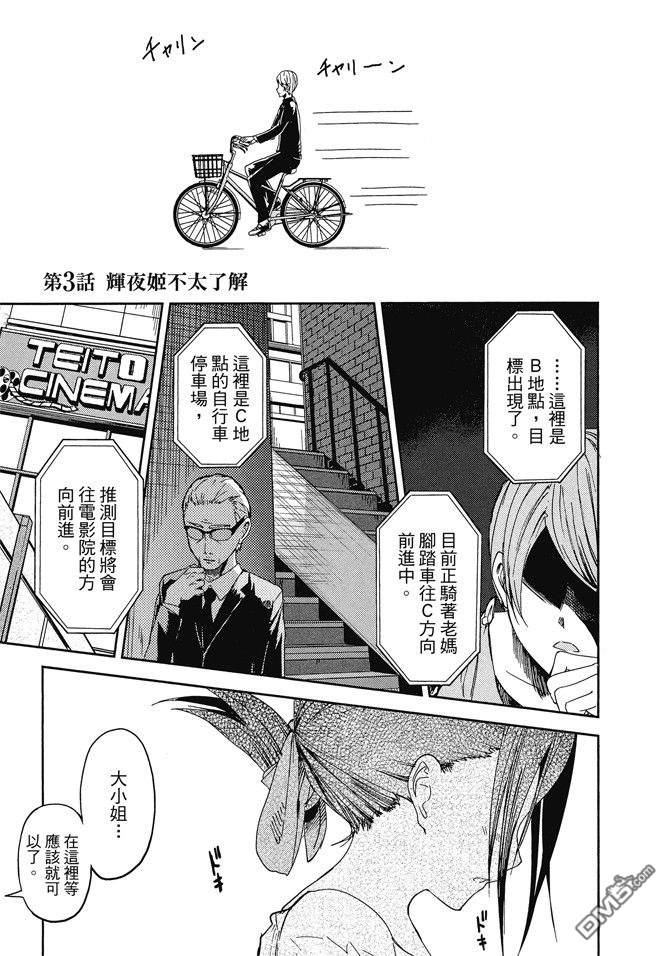 チャリン
チャリーン
第3話 輝夜姬不太了解
……這裡是
B地點，目
標出現了。
目前正騎著老媽
腳踏車往C方向
前進中。
這裡是C地
點的自行車
停車場，
推測目標將會
往電影院的方
向前進。
TEITO
CINEMA
大小姐…
在這裡等
應該就可
以了。
ドキ
ドキ
DM5.com